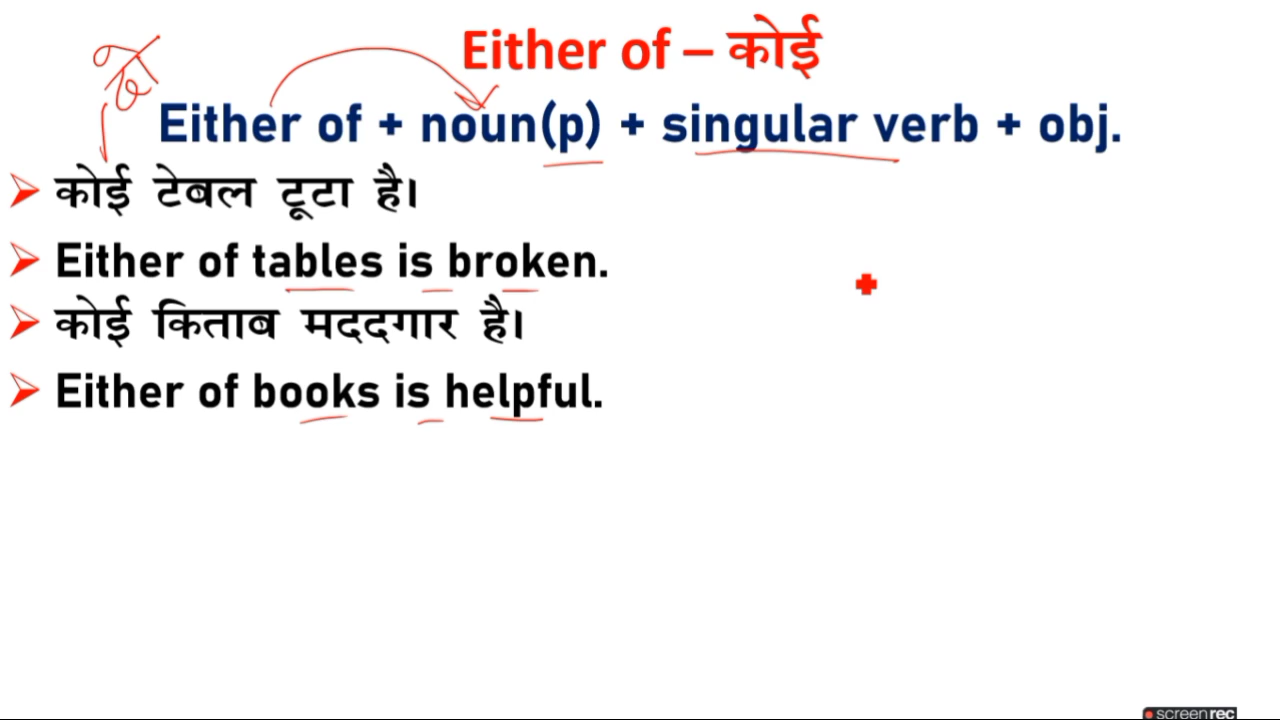 Either of – कोई
Either of + noun(p) + singular verb + obj.
कोई टेबल टूटा है।
Either of tables is broken.
कोई किताब मददगार है।
Either of books is helpful.
screenrec